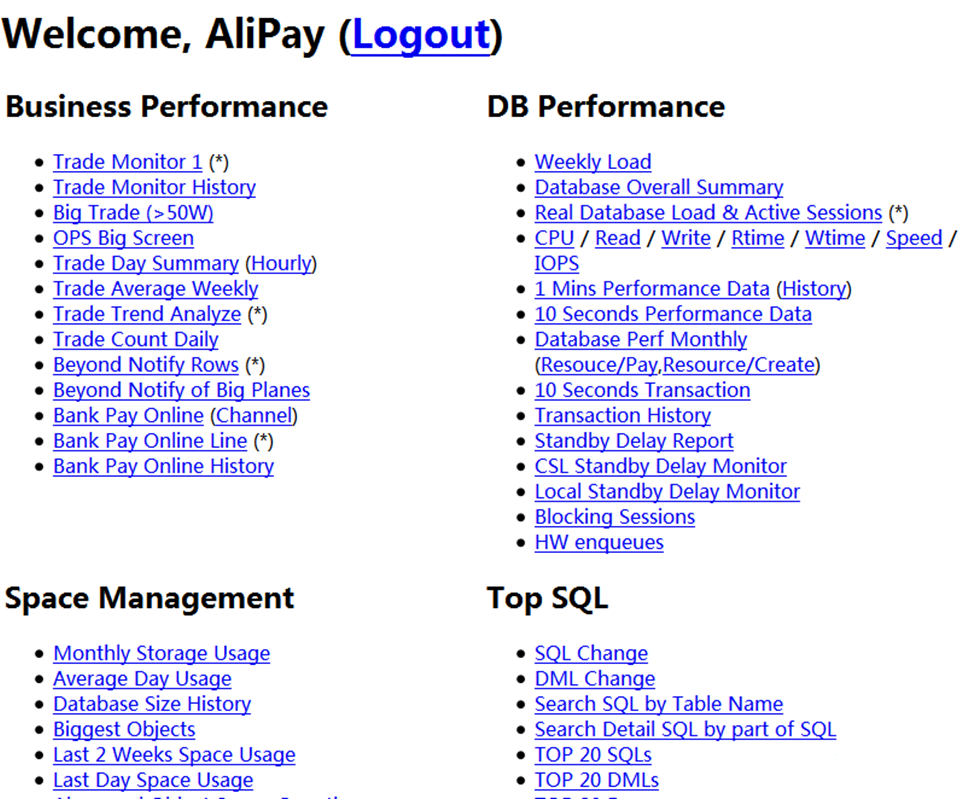 Welcome, AliPay (Logout)
Business Performance
Trade Monitor 1 (*)
Trade Monitor History
Big Trade (>50W)
OPS Big Screen
Trade Day Summary (Hourly)
Trade Average Weekly
Trade Trend Analyze (*)
Trade Count Daily
Beyond Notify Rows (*)
Beyond Notify of Big Planes
Bank Pay Online (Channel)
Bank Pay Online Line (*)
Bank Pay Online History
DB Performance
Weekly Load
Database Overall Summary
Real Database Load & Active Sessions (*)
CPU / Read / Write / Rtime / Wtime / Speed /
IOPS
1 Mins Performance Data (History)
10 Seconds Performance Data
Database Perf Monthly
(Resouce/Pay,Resource/Create)
10 Seconds Transaction
Transaction History
Standby Delay Report
CSL Standby Delay Monitor
Local Standby Delay Monitor
Blocking Sessions
HW enqueues
Space Management
Monthly Storage Usage
Average Day Usage
Database Size History
Biggest Objects
Last 2 Weeks Space Usage
Last Day Space Usage
Top SQL
SQL Change
DML Change
Search SQL by Table Name
Search Detail SQL by part of SQL
TOP 20 SQLs
TOP 20 DMLs